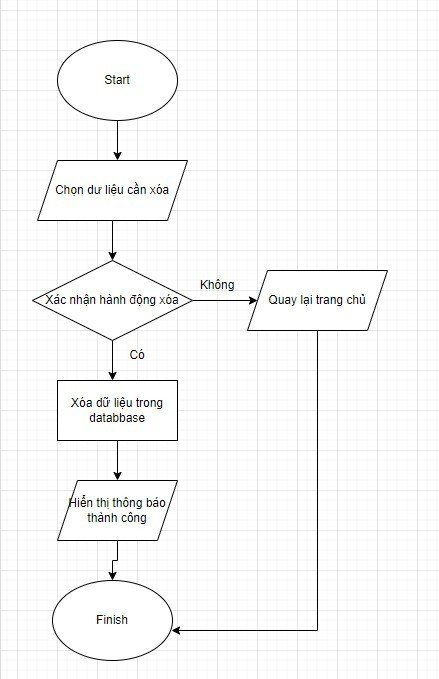 Start
Chọn dư liệu cần xóa
Xác nhận hành động xóa
Không
Quay lại trang chủ
Có
Xóa dữ liệu trong
databbase
Hiển thị thông báo
thành công
Finish